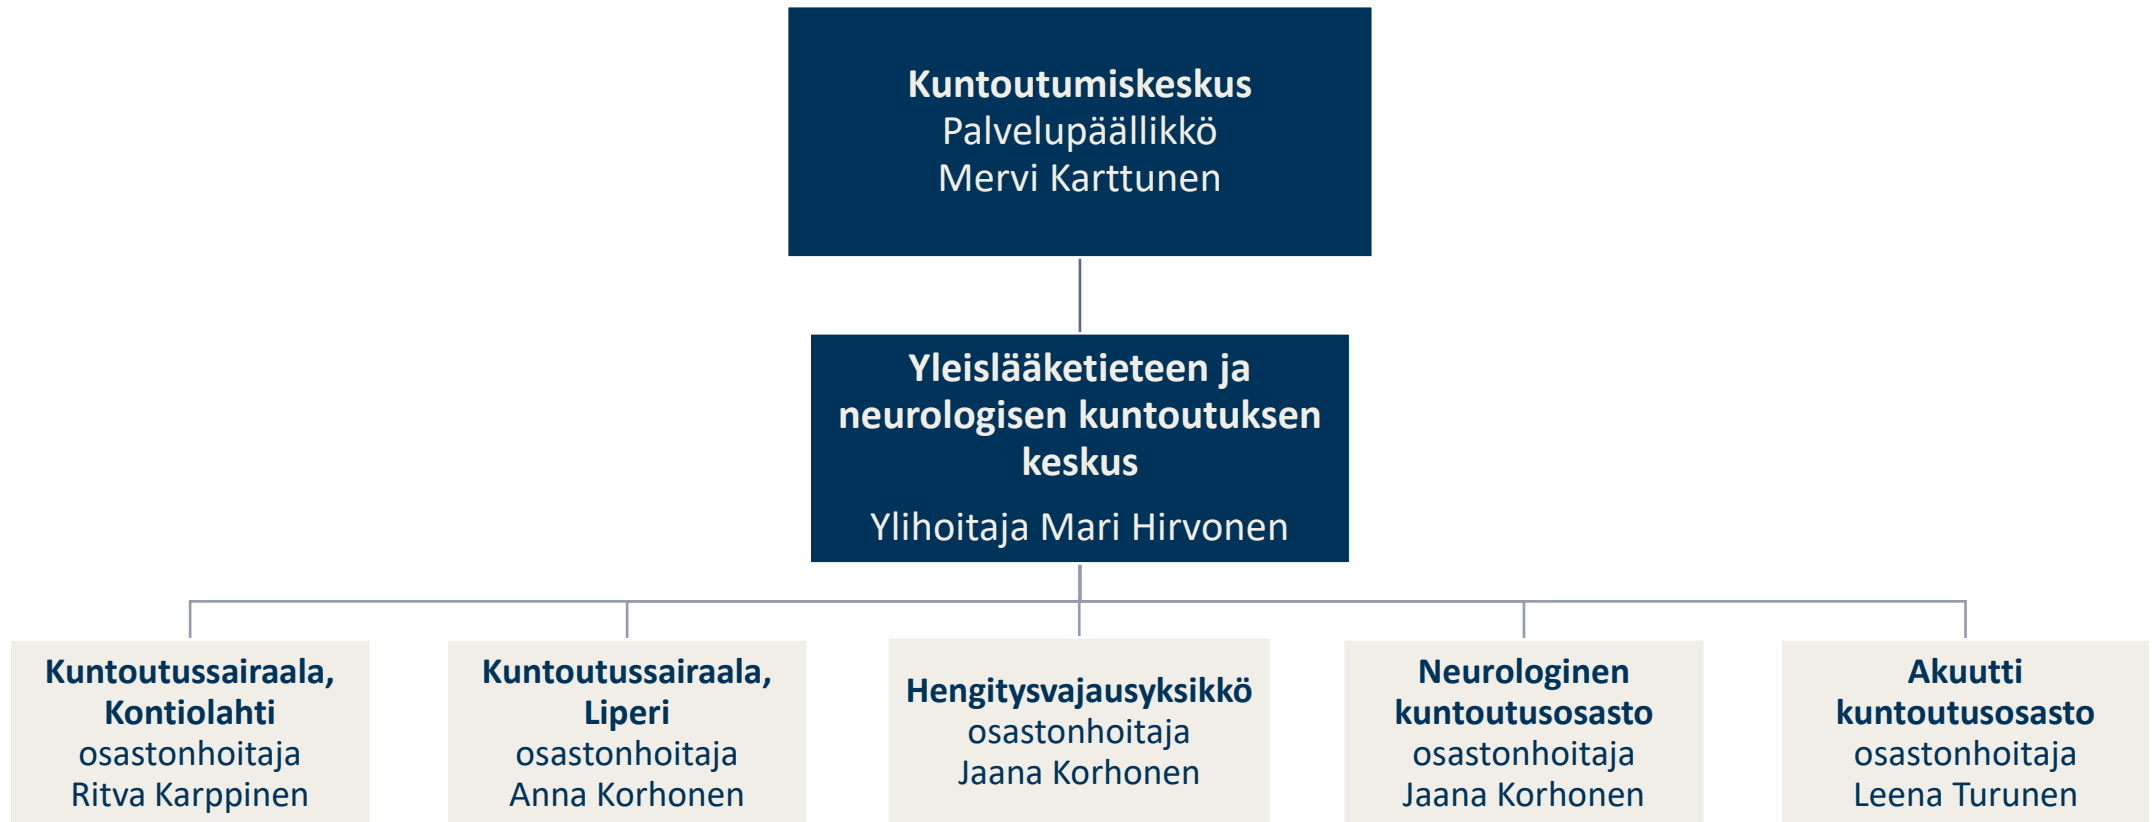 Kuntoutumiskeskus
Palvelupäällikkö
Mervi Karttunen
Yleislääketieteen ja
neurologisen kuntoutuksen
keskus
Ylihoitaja Mari Hirvonen
Kuntoutussairaala,
Kontiolahti
osastonhoitaja
Ritva Karppinen
Kuntoutussairaala,
Liperi
osastonhoitaja
Anna Korhonen
Hengitysvajausyksikkö
osastonhoitaja
Jaana Korhonen
Neurologinen
kuntoutusosasto
osastonhoitaja
Jaana Korhonen
Akuutti
kuntoutusosasto
osastonhoitaja
Leena Turunen